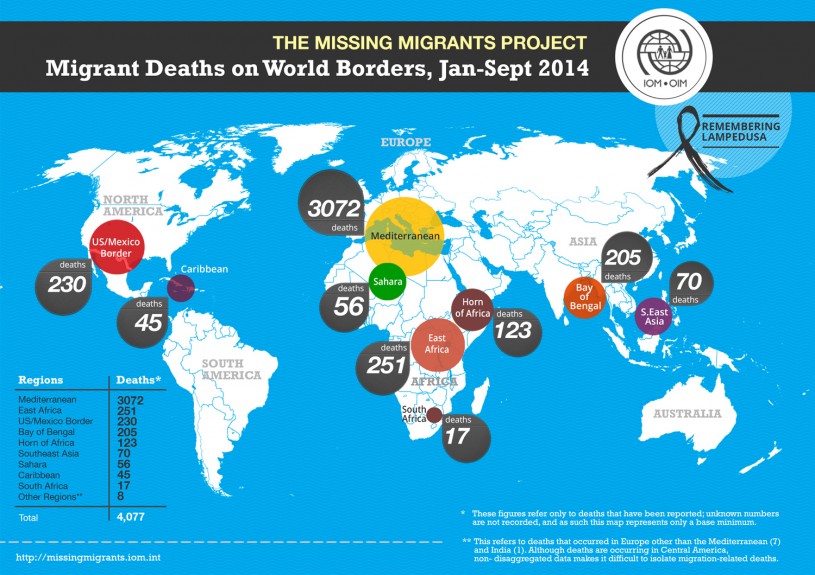 THE MISSING MIGRANTS PROJECT
Migrant Deaths on World Borders, Jan-Sept 2014
IOM • OIM
REMEMBERING
LAMPEDUSA
EUROPE
NORTH
AMERICA
3072
deaths
Mediterranean
US/Mexico
Border
ASIA
205
deaths
deaths
230
Caribbean
deaths
45
Sahara
56
deaths
Bay
of
Bengal
70
deaths
Horn
of Africa
deaths
123
S.East
Asia
East
Africa
deaths
251
AFRICA
SOUTH
AMERICA
South
Africa
deaths
17
AUSTRALIA
Regions Deaths*
Mediterranean 3072
East Africa 251
US/Mexico Border 230
Bay of Bengal 205
Horn of Africa 123
Southeast Asia 70
Sahara 56
Caribbean 45
South Africa 17
Other Regions** 8
Total 4,077
* These figures refer only to deaths that have been reported; unknown numbers
are not recorded, and as such this map represents only a base minimum.
** This refers to deaths that occurred in Europe other than the Mediterranean (7)
and India (1). Although deaths are occurring in Central America,
non- disaggregated data makes it difficult to isolate migration-related deaths.
http://missingmigrants.iom.int